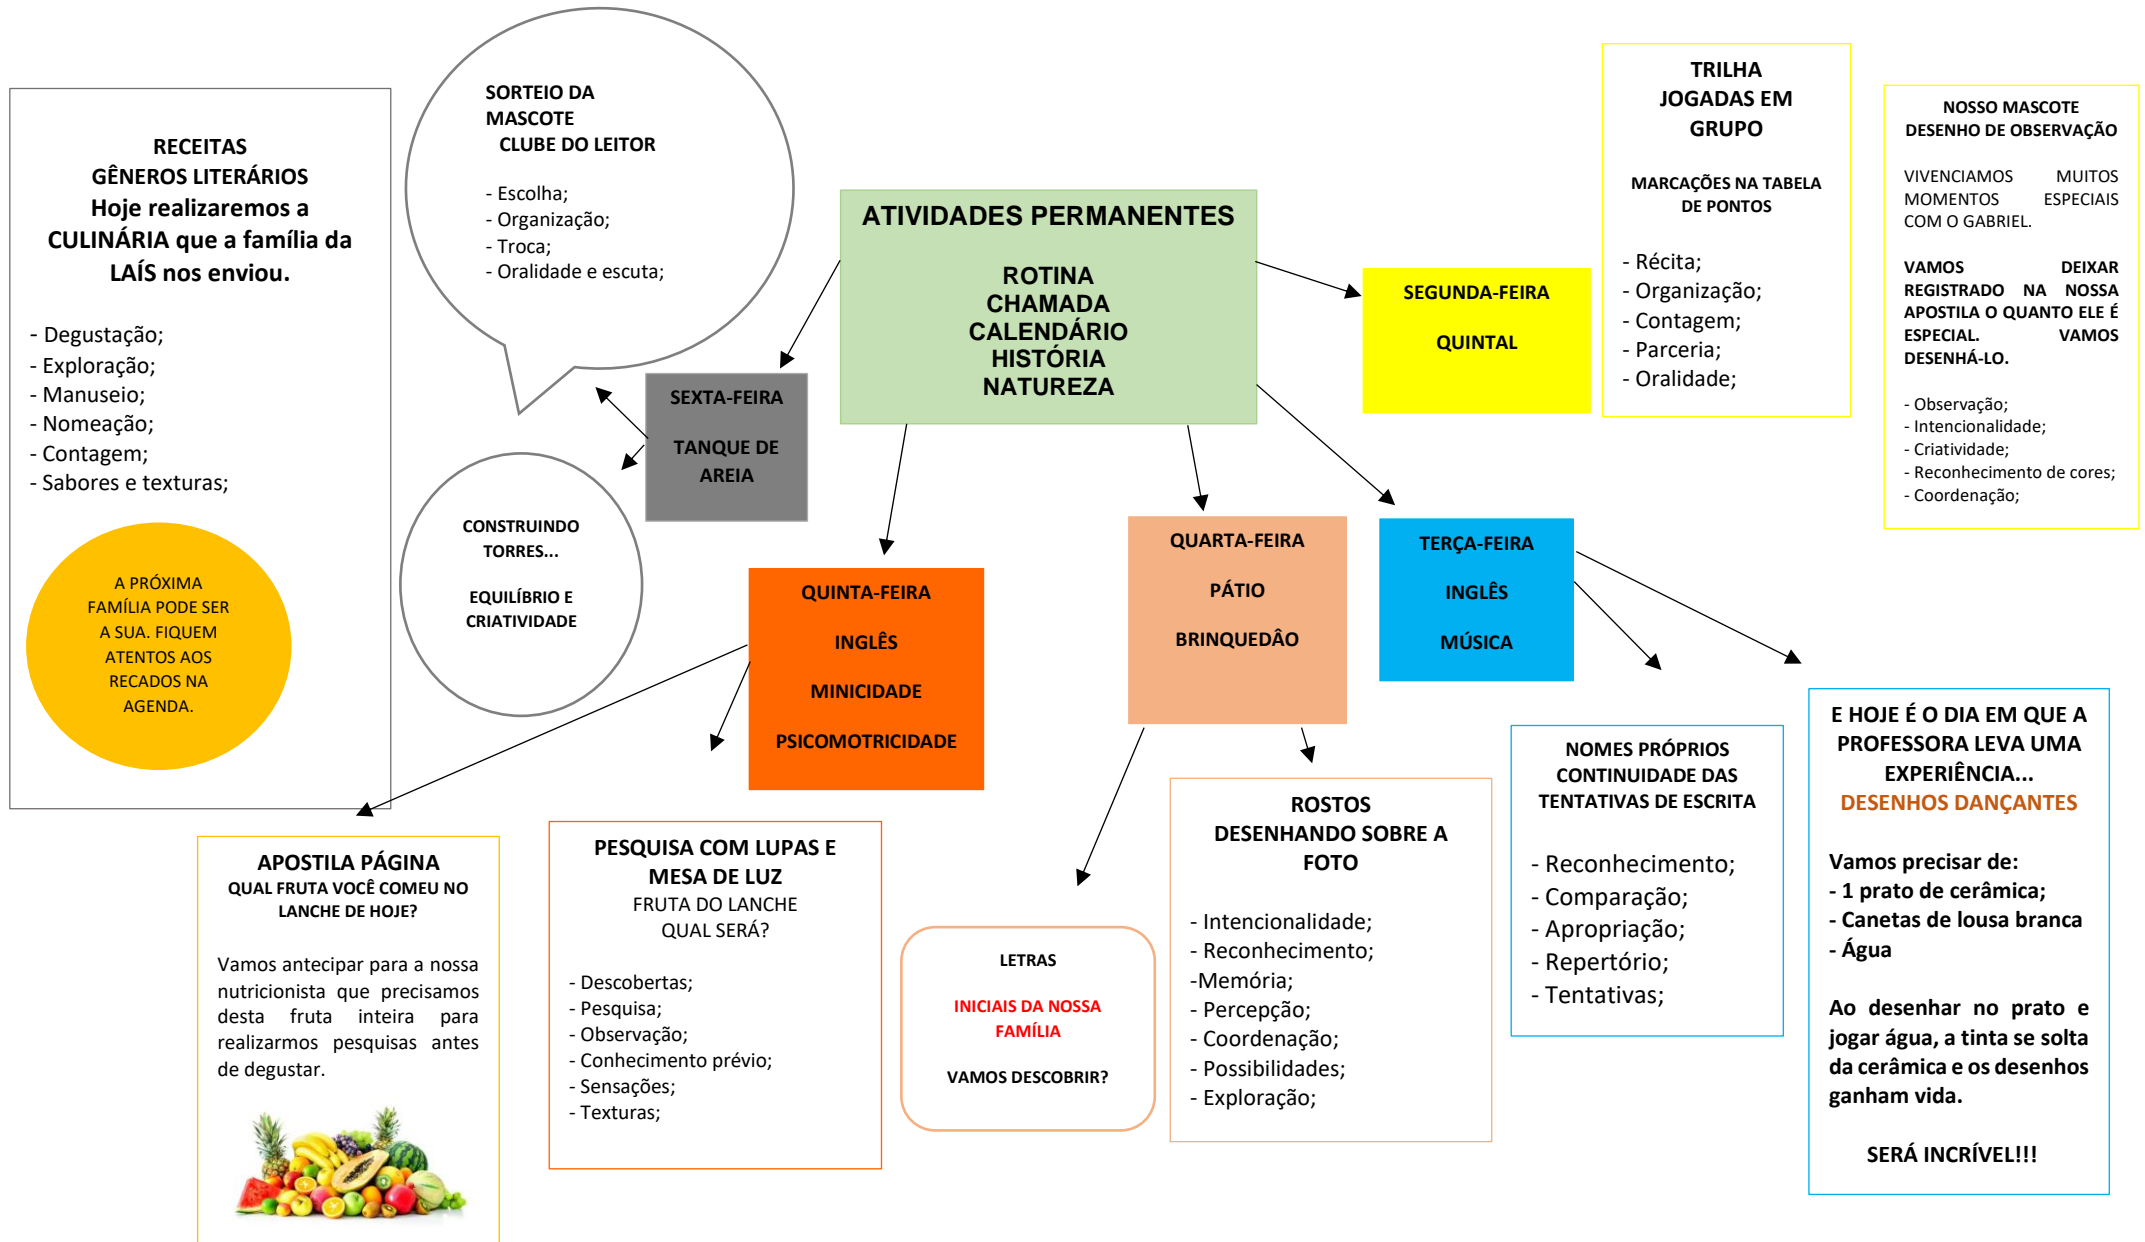 RECEITAS
GÊNEROS LITERÁRIOS
Hoje realizaremos a
CULINÁRIA que a família da
LAÍS nos enviou.
- Degustação;
- Exploração;
- Manuseio;
- Nomeação;
- Contagem;
- Sabores e texturas;
A PRÓXIMA
FAMÍLIA PODE SER
A SUA. FIQUEM
ATENTOS AOS
RECADOS NA
AGENDA.
SORTEIO DA
MASCOTE
CLUBE DO LEITOR
- Escolha;
- Organização;
- Troca;
- Oralidade e escuta;
CONSTRUINDO
TORRES...
EQUILÍBRIO E
CRIATIVIDADE
SEXTA-FEIRA
TANQUE DE
AREIA
ATIVIDADES PERMANENTES
ROTINA
CHAMADA
CALENDÁRIO
HISTÓRIA
NATUREZA
SEGUNDA-FEIRA
QUINTAL
TRILHA
JOGADAS EM
GRUPO
MARCAÇÕES NA TABELA
DE PONTOS
- Récita;
- Organização;
- Contagem;
- Parceria;
- Oralidade;
NOSSO MASCOTE
DESENHO DE OBSERVAÇÃO
VIVENCIAMOS MUITOS
MOMENTOS ESPECIAIS
COM O GABRIEL.
VAMOS DEIXAR
REGISTRADO NA NOSSA
APOSTILA O QUANTO ELE É
ESPECIAL. VAMOS
DESENHÁ-LO.
- Observação;
- Intencionalidade;
- Criatividade;
- Reconhecimento de cores;
- Coordenação;
QUINTA-FEIRA
INGLÊS
MINICIDADE
PSICOMOTRICIDADE
QUARTA-FEIRA
PÁTIO
BRINQUEDÂO
TERÇA-FEIRA
INGLÊS
MÚSICA
APOSTILA PÁGINA
QUAL FRUTA VOCÊ COMEU NO
LANCHE DE HOJE?
Vamos antecipar para a nossa
nutricionista que precisamos
desta fruta inteira para
realizarmos pesquisas antes
de degustar.
PESQUISA COM LUPAS E
MESA DE LUZ
FRUTA DO LANCHE
QUAL SERÁ?
- Descobertas;
- Pesquisa;
- Observação;
- Conhecimento prévio;
- Sensações;
- Texturas;
LETRAS
INICIAIS DA NOSSA
FAMÍLIA
VAMOS DESCOBRIR?
ROSTOS
DESENHANDO SOBRE A
FOTO
- Intencionalidade;
- Reconhecimento;
-Memória;
- Percepção;
- Coordenação;
- Possibilidades;
- Exploração;
NOMES PRÓPRIOS
CONTINUIDADE DAS
TENTATIVAS DE ESCRITA
- Reconhecimento;
- Comparação;
- Apropriação;
- Repertório;
- Tentativas;
E HOJE É O DIA EM QUE A
PROFESSORA LEVA UMA
EXPERIÊNCIA...
DESENHOS DANÇANTES
Vamos precisar de:
- 1 prato de cerâmica;
- Canetas de lousa branca
- Água
Ao desenhar no prato e
jogar água, a tinta se solta
da cerâmica e os desenhos
ganham vida.
SERÁ INCRÍVEL!!!